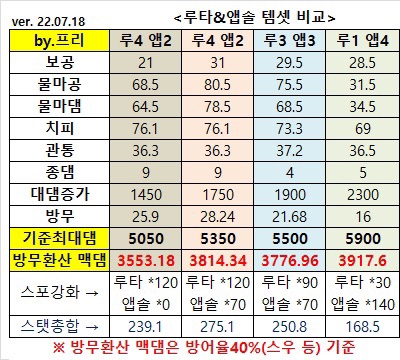 ver. 22.07.18 <루타&앱솔 템셋 비교>
by.프리 루4 앱2 루4 앱2 루3 앱3 루1 앱4
보공 21 31 29.5 28.5
물마공 68.5 80.5 75.5 31.5
물마댐 64.5 78.5 68.5 34.5
치피 76.1 76.1 73.3 69
관통 36.3 36.3 37.2 36.5
종댐 9 9 4 5
대댐증가 1450 1750 1900 2300
방무 25.9 28.24 21.68 16
기준최대댐 5050 5350 5500 5900
방무환산 맥댐 3553.18 3814.34 3776.96 3917.6
스포강화 → 루타 *120 루타 *120 루타 *90 루타 *30
앱솔 *0 앱솔 *70 앱솔 *70 앱솔 *140
스탯총합 → 239.1 275.1 250.8 168.5
※ 방무환산 맥댐은 방어율40%(스우 등) 기준